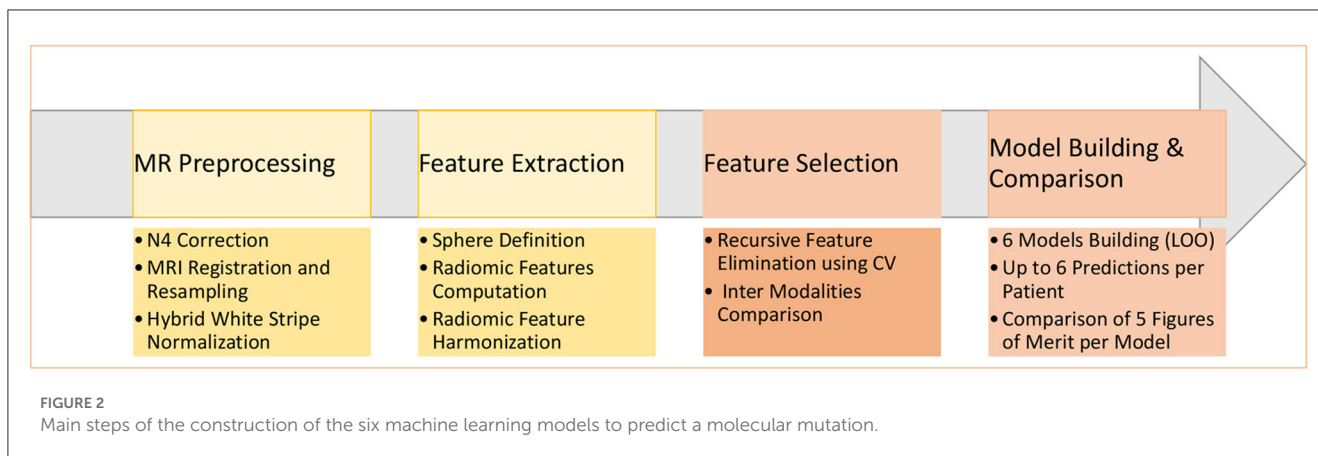 MR Preprocessing
• N4 Correction
• MRI Registration and
Resampling
• Hybrid White Stripe
Normalization
Feature Extraction
• Sphere Definition
• Radiomic Features
Computation
• Radiomic Feature
Harmonization
Feature Selection
• Recursive Feature
Elimination using CV
• Inter Modalities
Comparison
Model Building &
Comparison
• 6 Models Building (LOO)
• Up to 6 Predictions per
Patient
• Comparison of 5 Figures
of Merit per Model
FIGURE 2
Main steps of the construction of the six machine learning models to predict a molecular mutation.